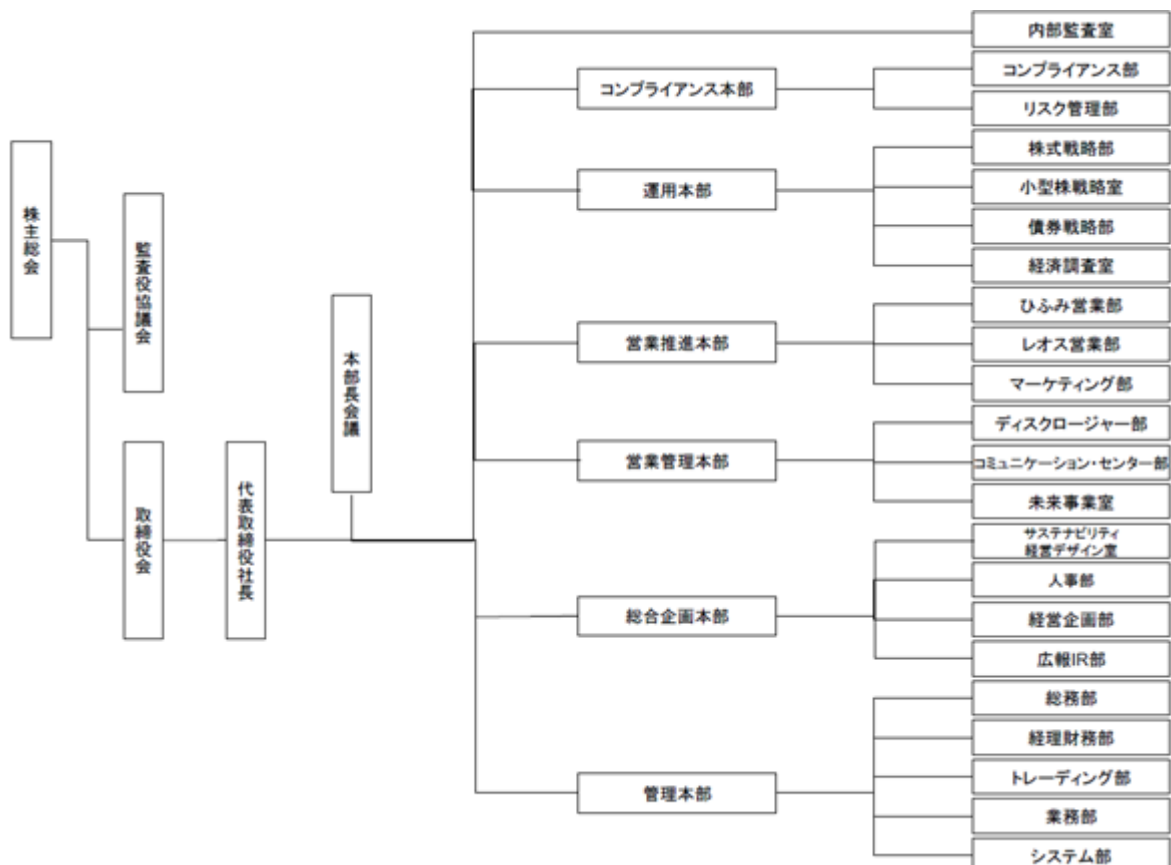 株主総会
監査役協議会
取締役会
代表取締役社長
本部長会議
コンプライアンス本部
運用本部
営業推進本部
営業管理本部
総合企画本部
管理本部
内部監査室
コンプライアンス部
リスク管理部
株式戦略部
小型株戦略室
債券戦略部
経済調査室
ひふみ営業部
レオス営業部
マーケティング部
ディスクロージャー部
コミュニケーション・センター部
未来事業室
サステナビリティ
経営デザイン室
人事部
経営企画部
広報IR部
総務部
経理財務部
トレーディング部
業務部
システム部